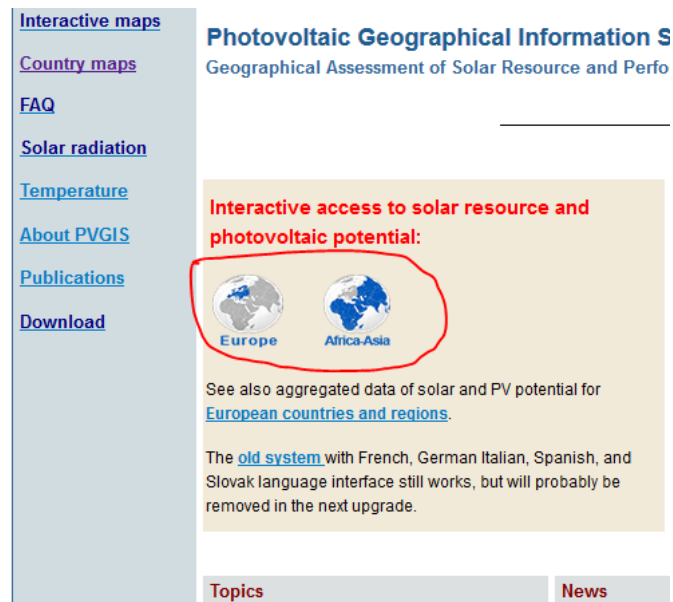 Interactive maps
Country maps
FAQ
Solar radiation
Temperature
About PVGIS
Publications
Download
Photovoltaic Geographical Information S
Geographical Assessment of Solar Resource and Perfo
Interactive access to solar resource and
photovoltaic potential:
Europe
Africa-Asia
See also aggregated data of solar and PV potential for
European countries and regions.
The old system with French, German Italian, Spanish, and
Slovak language interface still works, but will probably be
removed in the next upgrade.
Topics
News